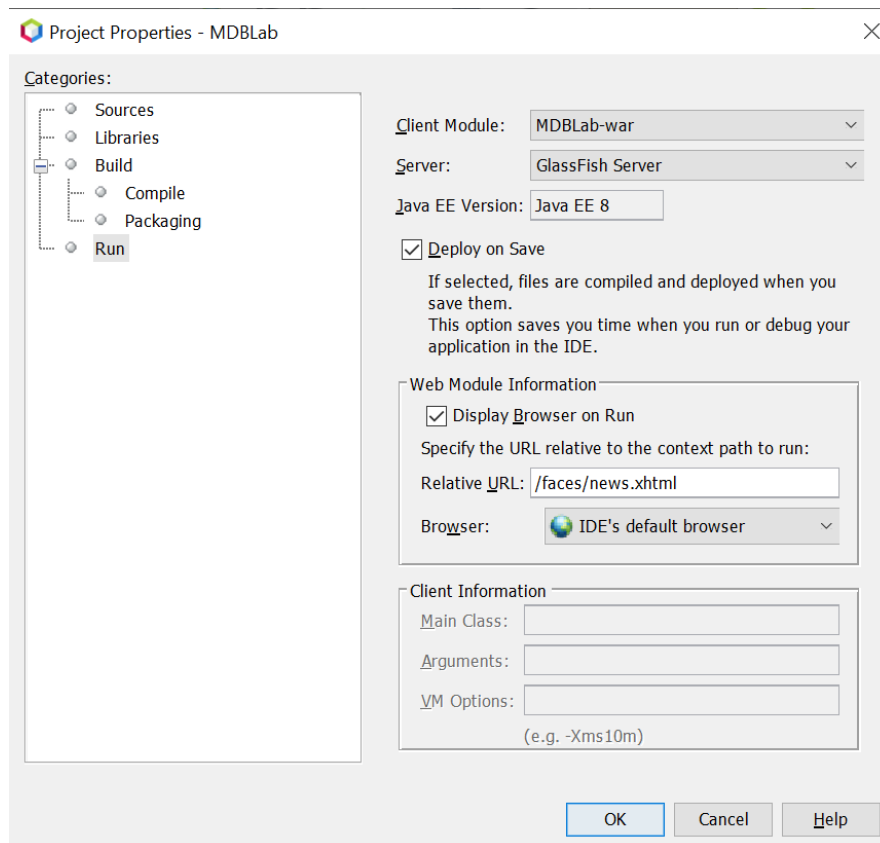 Project Properties - MDBLab
Categories:
Sources
Libraries
Build
Compile
Packaging
Run
Client Module: MDBLab-war
Server: GlassFish Server
Java EE Version: Java EE 8
Deploy on Save
If selected, files are compiled and deployed when you
save them.
This option saves you time when you run or debug your
application in the IDE.
Web Module Information
Display Browser on Run
Specify the URL relative to the context path to run:
Relative URL: /faces/news.xhtml
Browser: IDE's default browser
Client Information
Main Class:
Arguments:
VM Options:
(e.g. -Xms10m)
OK Cancel Help